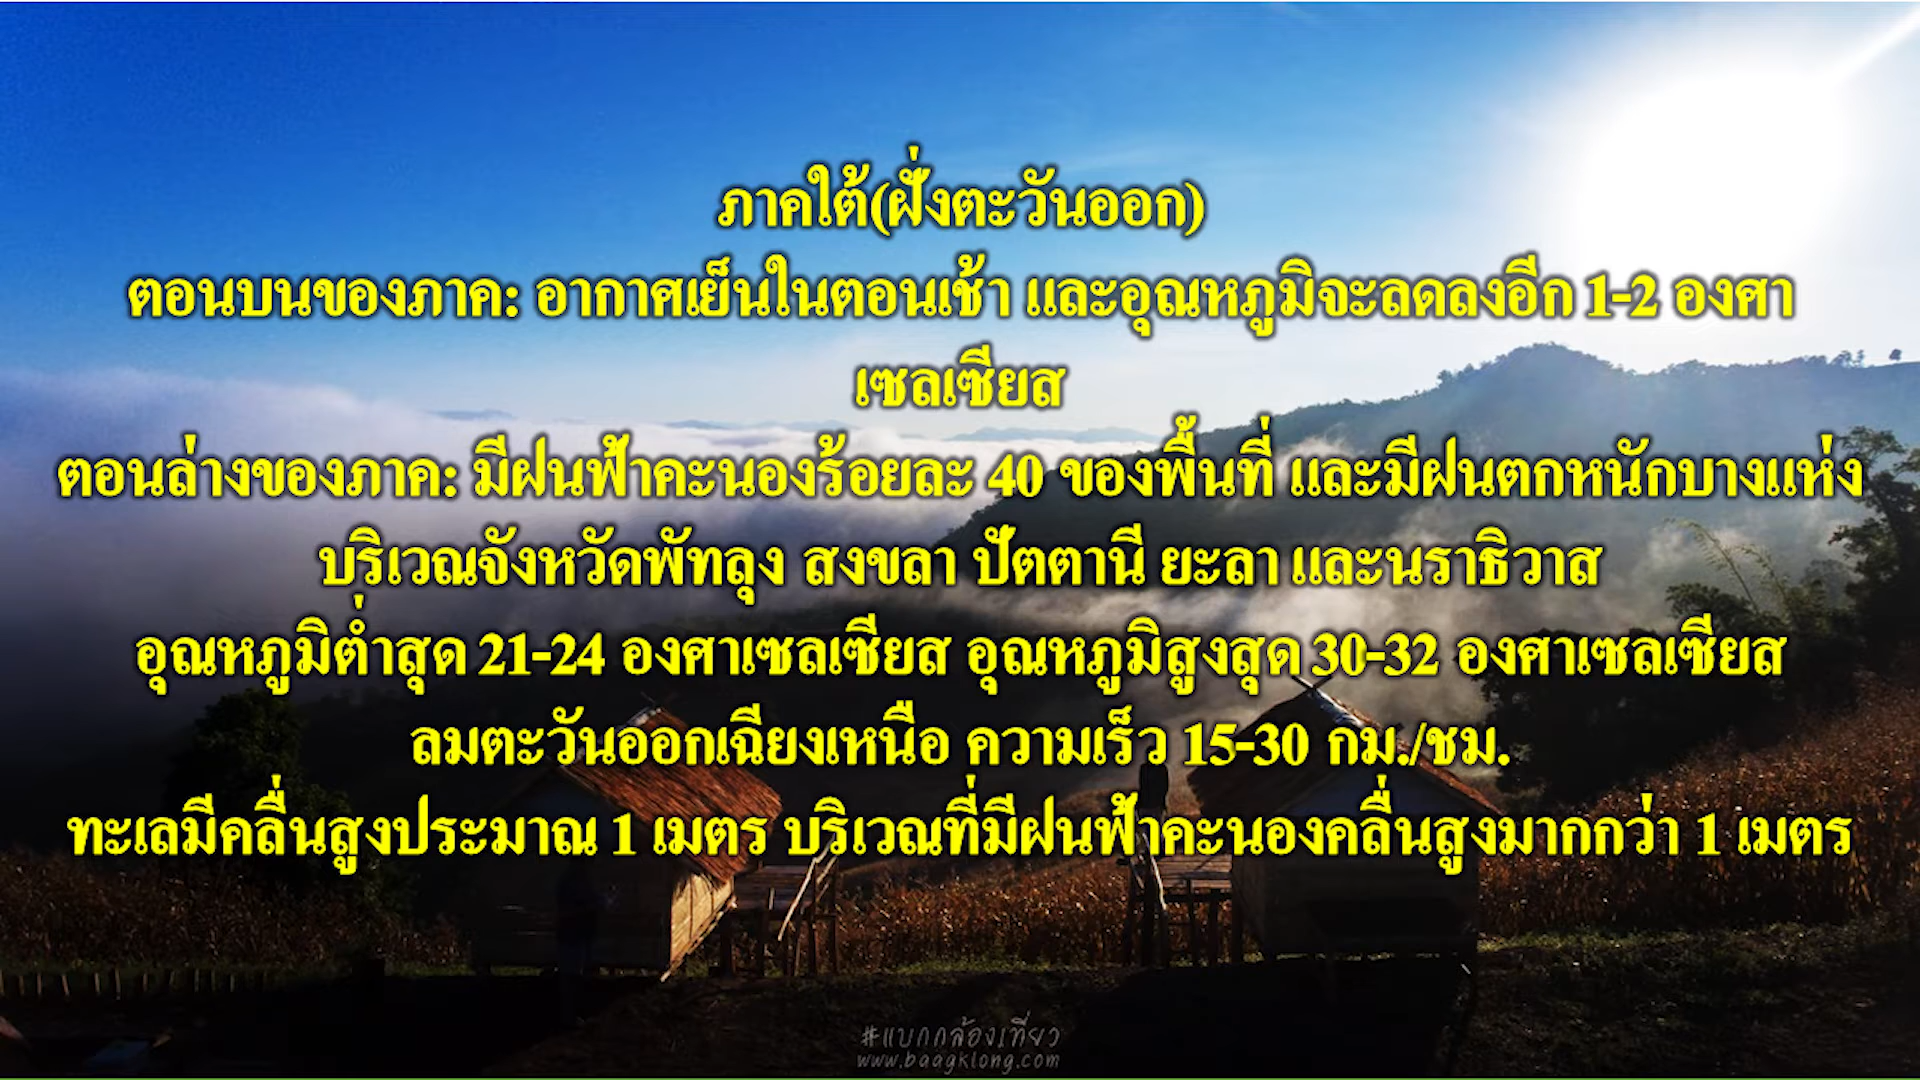 ภาคใต้(ฝั่งตะวันออก)
ตอนบนของภาค: อากาศเย็นในตอนเช้า และอุณหภูมิจะลดลงอีก 1-2 องศา
เซลเซียส
ตอนล่างของภาค: มีฝนฟ้าคะนองร้อยละ 40 ของพื้นที่ และมีฝนตกหนักบางแห่ง
บริเวณจังหวัดพัทลุง สงขลา ปัตตานี ยะลา และนราธิวาส
อุณหภูมิต่ำสุด 21-24 องศาเซลเซียส อุณหภูมิสูงสุด 30-32 องศาเซลเซียส
ลมตะวันออกเฉียงเหนือ ความเร็ว 15-30 กม./ชม.
ทะเลมีคลื่นสูงประมาณ 1 เมตร บริเวณที่มีฝนฟ้าคะนองคลื่นสูงมากกว่า 1 เมตร
#แบกกล้องเที่ยว
www.baagklong.com